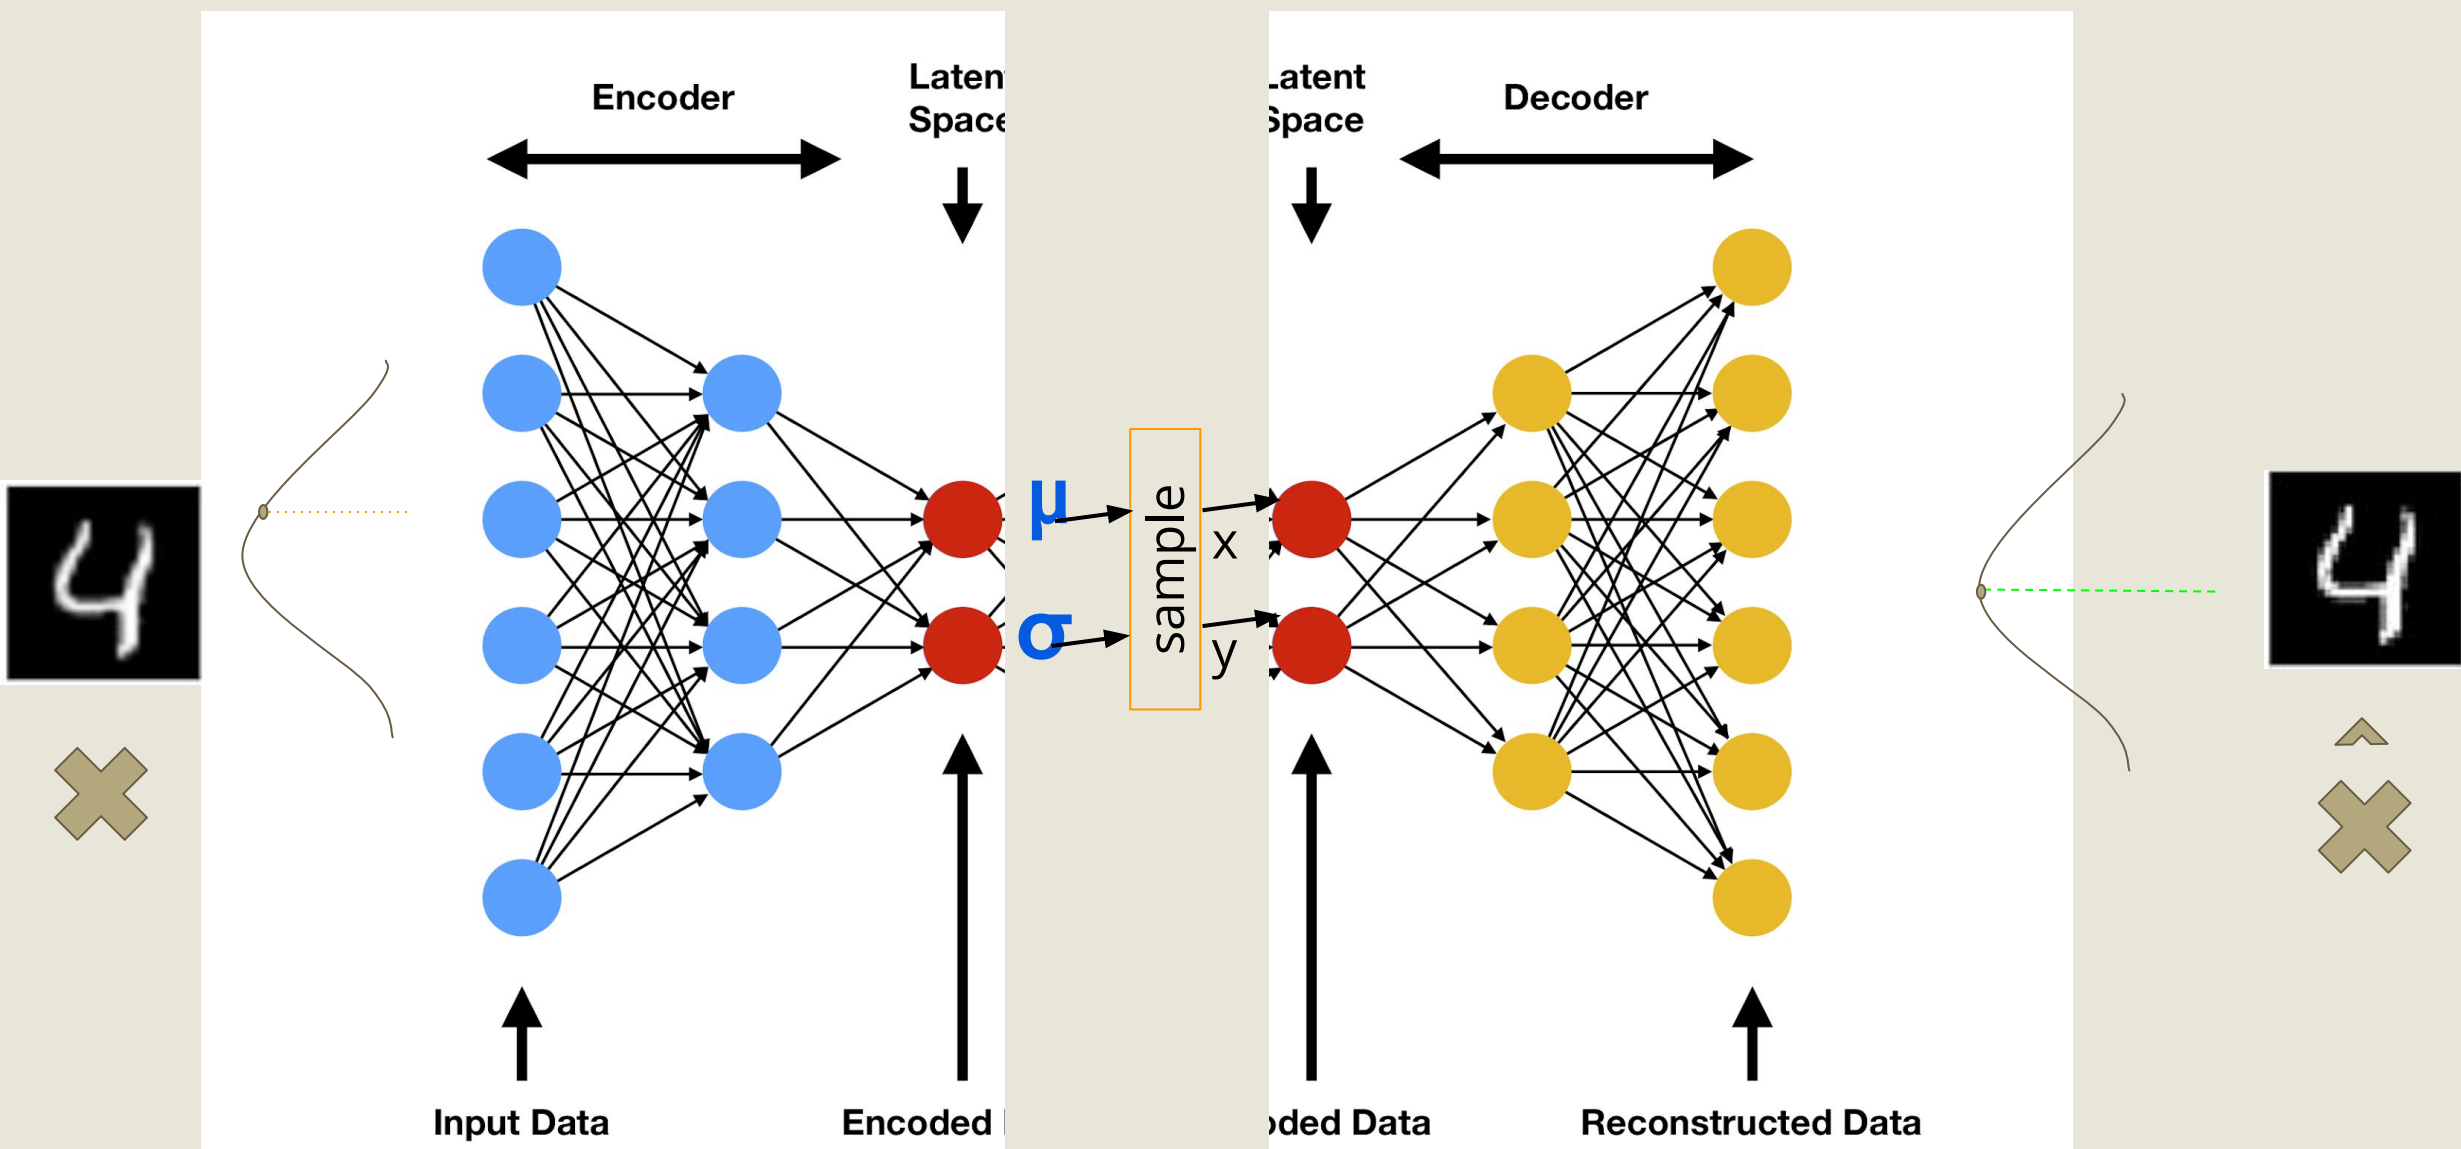 Encoder
Laten
Space
Latent
Space
Decoder
μ
σ
sample
x
y
Input Data
Encoded
oded Data
Reconstructed Data